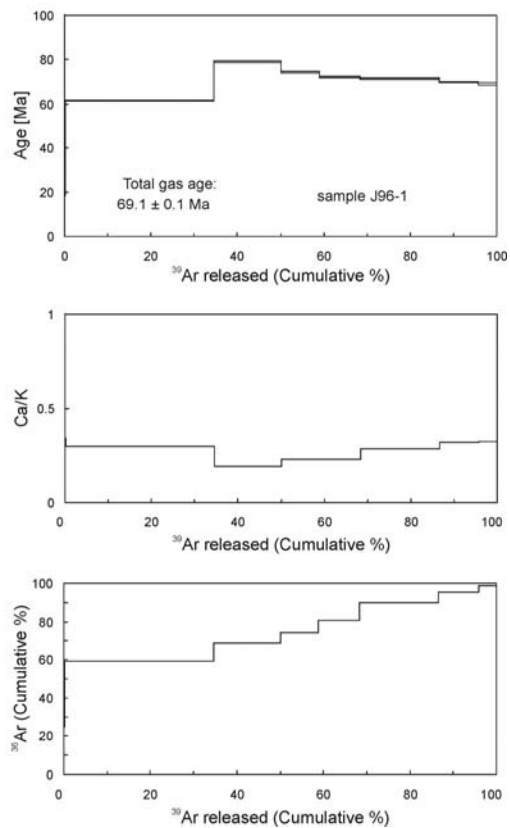 100
80
60
40
20
0
Age [Ma]
Total gas age:
69.1 ± 0.1 Ma
sample J96-1
0 20 40 60 80 100
³⁹Ar released (Cumulative %)
1
0.5
0
Ca/K
0 20 40 60 80 100
³⁹Ar released (Cumulative %)
100
80
60
40
20
0
³⁶Ar (Cumulative %)
0 20 40 60 80 100
³⁹Ar released (Cumulative %)